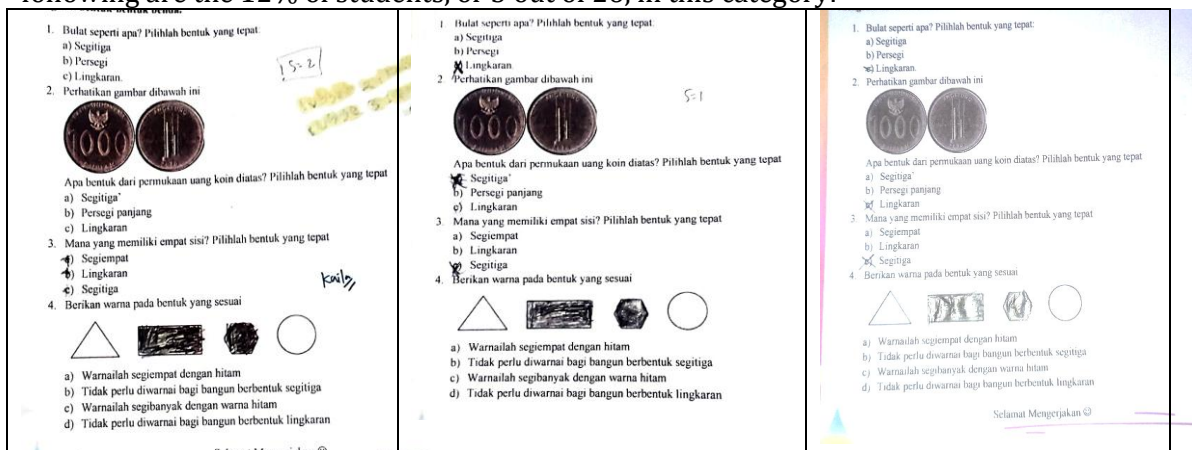 following are the 12% of students, or 3 out of 26, in this category.
1. Bulat seperti apa? Pilihlah bentuk yang tepat.
a) Segitiga
b) Persegi
c) Lingkaran.
2. Perhatikan gambar dibawah ini
1000
Apa bentuk dari permukaan uang koin diatas? Pilihlah bentuk yang tepat
a) Segitiga
b) Persegi panjang
c) Lingkaran
3. Mana yang memiliki empat sisi? Pilihlah bentuk yang tepat
a) Segiempat
b) Lingkaran
c) Segitiga
4. Berikan warna pada bentuk yang sesuai
a) Warnailah segiempat dengan hitam
b) Tidak perlu diwarnai bagi bangun berbentuk segitiga
c) Warnailah segibanyak dengan warna hitam
d) Tidak perlu diwarnai bagi bangun berbentuk lingkaran
S=2
1 Bulat seperti apa? Pilihlah bentuk yang tepat.
a) Segitiga
b) Persegi
Lingkaran
2 Perhatikan gambar dibawah ini
S=1
1000
Apa bentuk dari permukaan uang koin diatas? Pilihlah bentuk yang tepat
Segitiga
b) Persegi panjang
c) Lingkaran
3 Mana yang memiliki empat sisi? Pilihlah bentuk yang tepat
a) Segiempat
b) Lingkaran
Segitiga
4. Berikan warna pada bentuk yang sesuai
a) Warnailah segiempat dengan hitam
b) Tidak perlu diwarnai bagi bangun berbentuk segitiga
c) Warnailah segibanyak dengan warna hitam
d) Tidak perlu diwarnai bagi bangun berbentuk lingkaran
1. Bulat seperti apa? Pilihlah bentuk yang tepat:
a) Segitiga
b) Persegi
Lingkaran.
2. Perhatikan gambar dibawah ini
1000
Apa bentuk dari permukaan uang koin diatas? Pilihlah bentuk yang tepat
a) Segitiga
b) Persegi panjang
Lingkaran
3. Mana yang memiliki empat sisi? Pilihlah bentuk yang tepat
a) Segiempat
b) Lingkaran
Segitiga
4. Berikan warna pada bentuk yang sesuai
a) Warnailah segiempat dengan hitam
b) Tidak perlu diwarnai bagi bangun berbentuk segitiga
c) Warnailah segibanyak dengan warna hitam
d) Tidak perlu diwarnai bagi bangun berbentuk lingkaran
Selamat Mengerjakan ☺